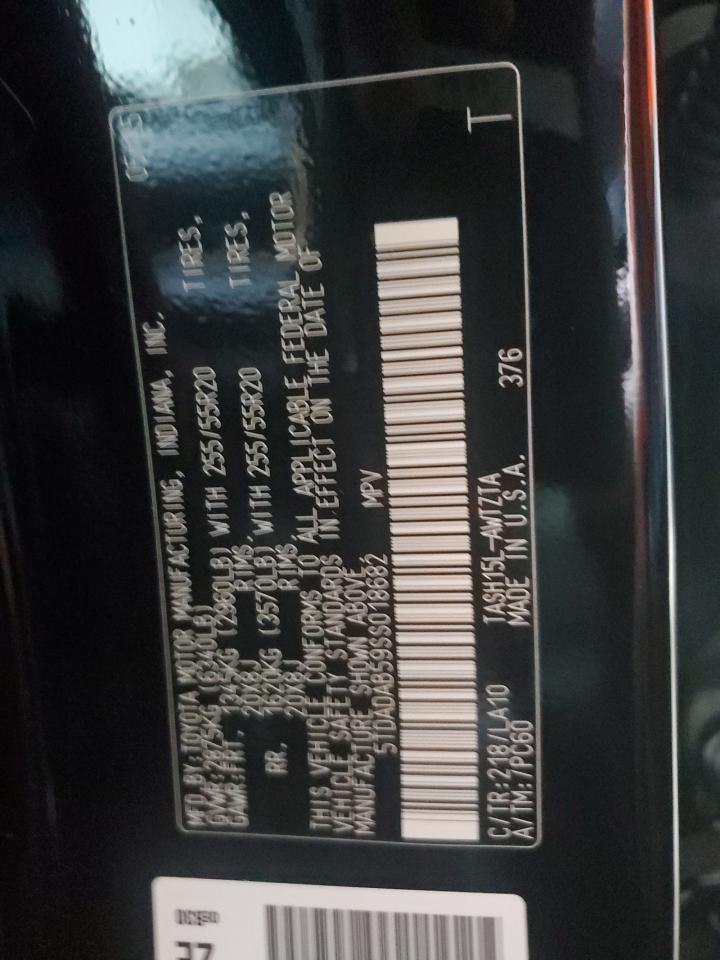 MFD.BY:TOYOTA MOTOR MANUFACTURING, INDIANA, INC.
GVWR:2875KG (6340LB)
GAWR:FRT. 1345KG (2960LB) WITH 255/55R20 TIRES,
20X8J RIMS,
RR. 1620KG (3570LB) WITH 255/55R20 TIRES,
20X8J RIMS
THIS VEHICLE CONFORMS TO ALL APPLICABLE FEDERAL MOTOR
VEHICLE SAFETY STANDARDS IN EFFECT ON THE DATE OF
MANUFACTURE SHOWN ABOVE.
5TDADAB59SS018682 MPV
T
C/TR:218/LA10 TASH15L-AWTZTA 376
A/TM:/PC60 MADE IN U.S.A.